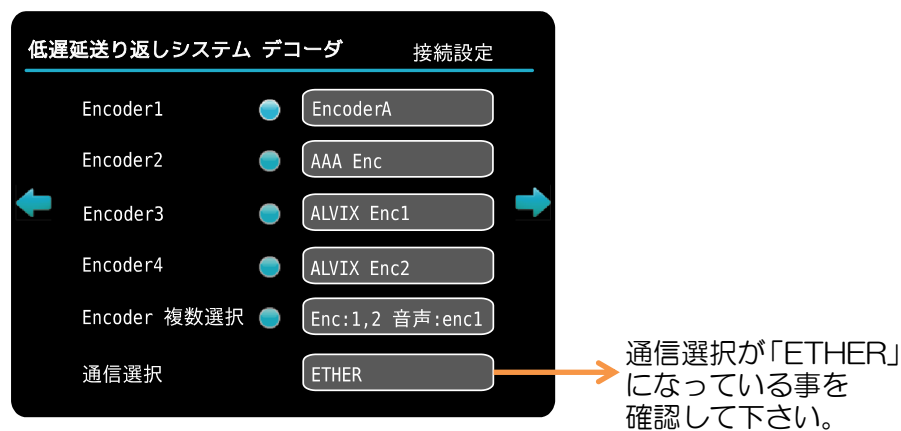 低遅延送り返しシステム デコーダ 接続設定
Encoder1 EncoderA
Encoder2 AAA Enc
Encoder3 ALVIX Enc1
Encoder4 ALVIX Enc2
Encoder 複数選択 Enc:1,2 音声:enc1
通信選択 ETHER
通信選択が「ETHER」
になっている事を
確認して下さい。